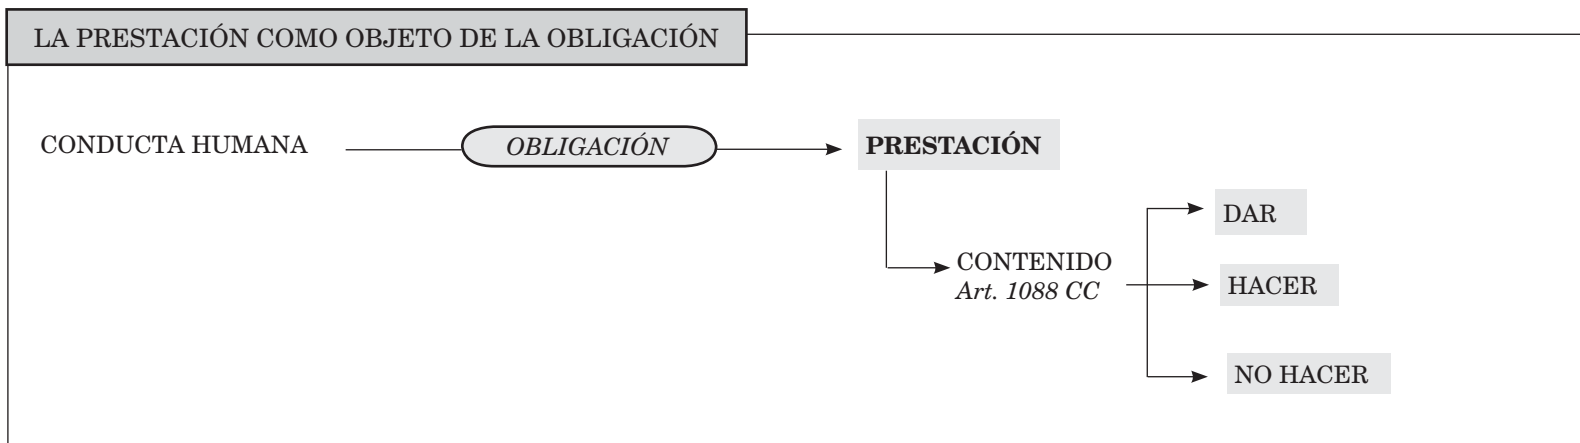 LA PRESTACIÓN COMO OBJETO DE LA OBLIGACIÓN
CONDUCTA HUMANA
OBLIGACIÓN
PRESTACIÓN
CONTENIDO
Art. 1088 CC
DAR
HACER
NO HACER